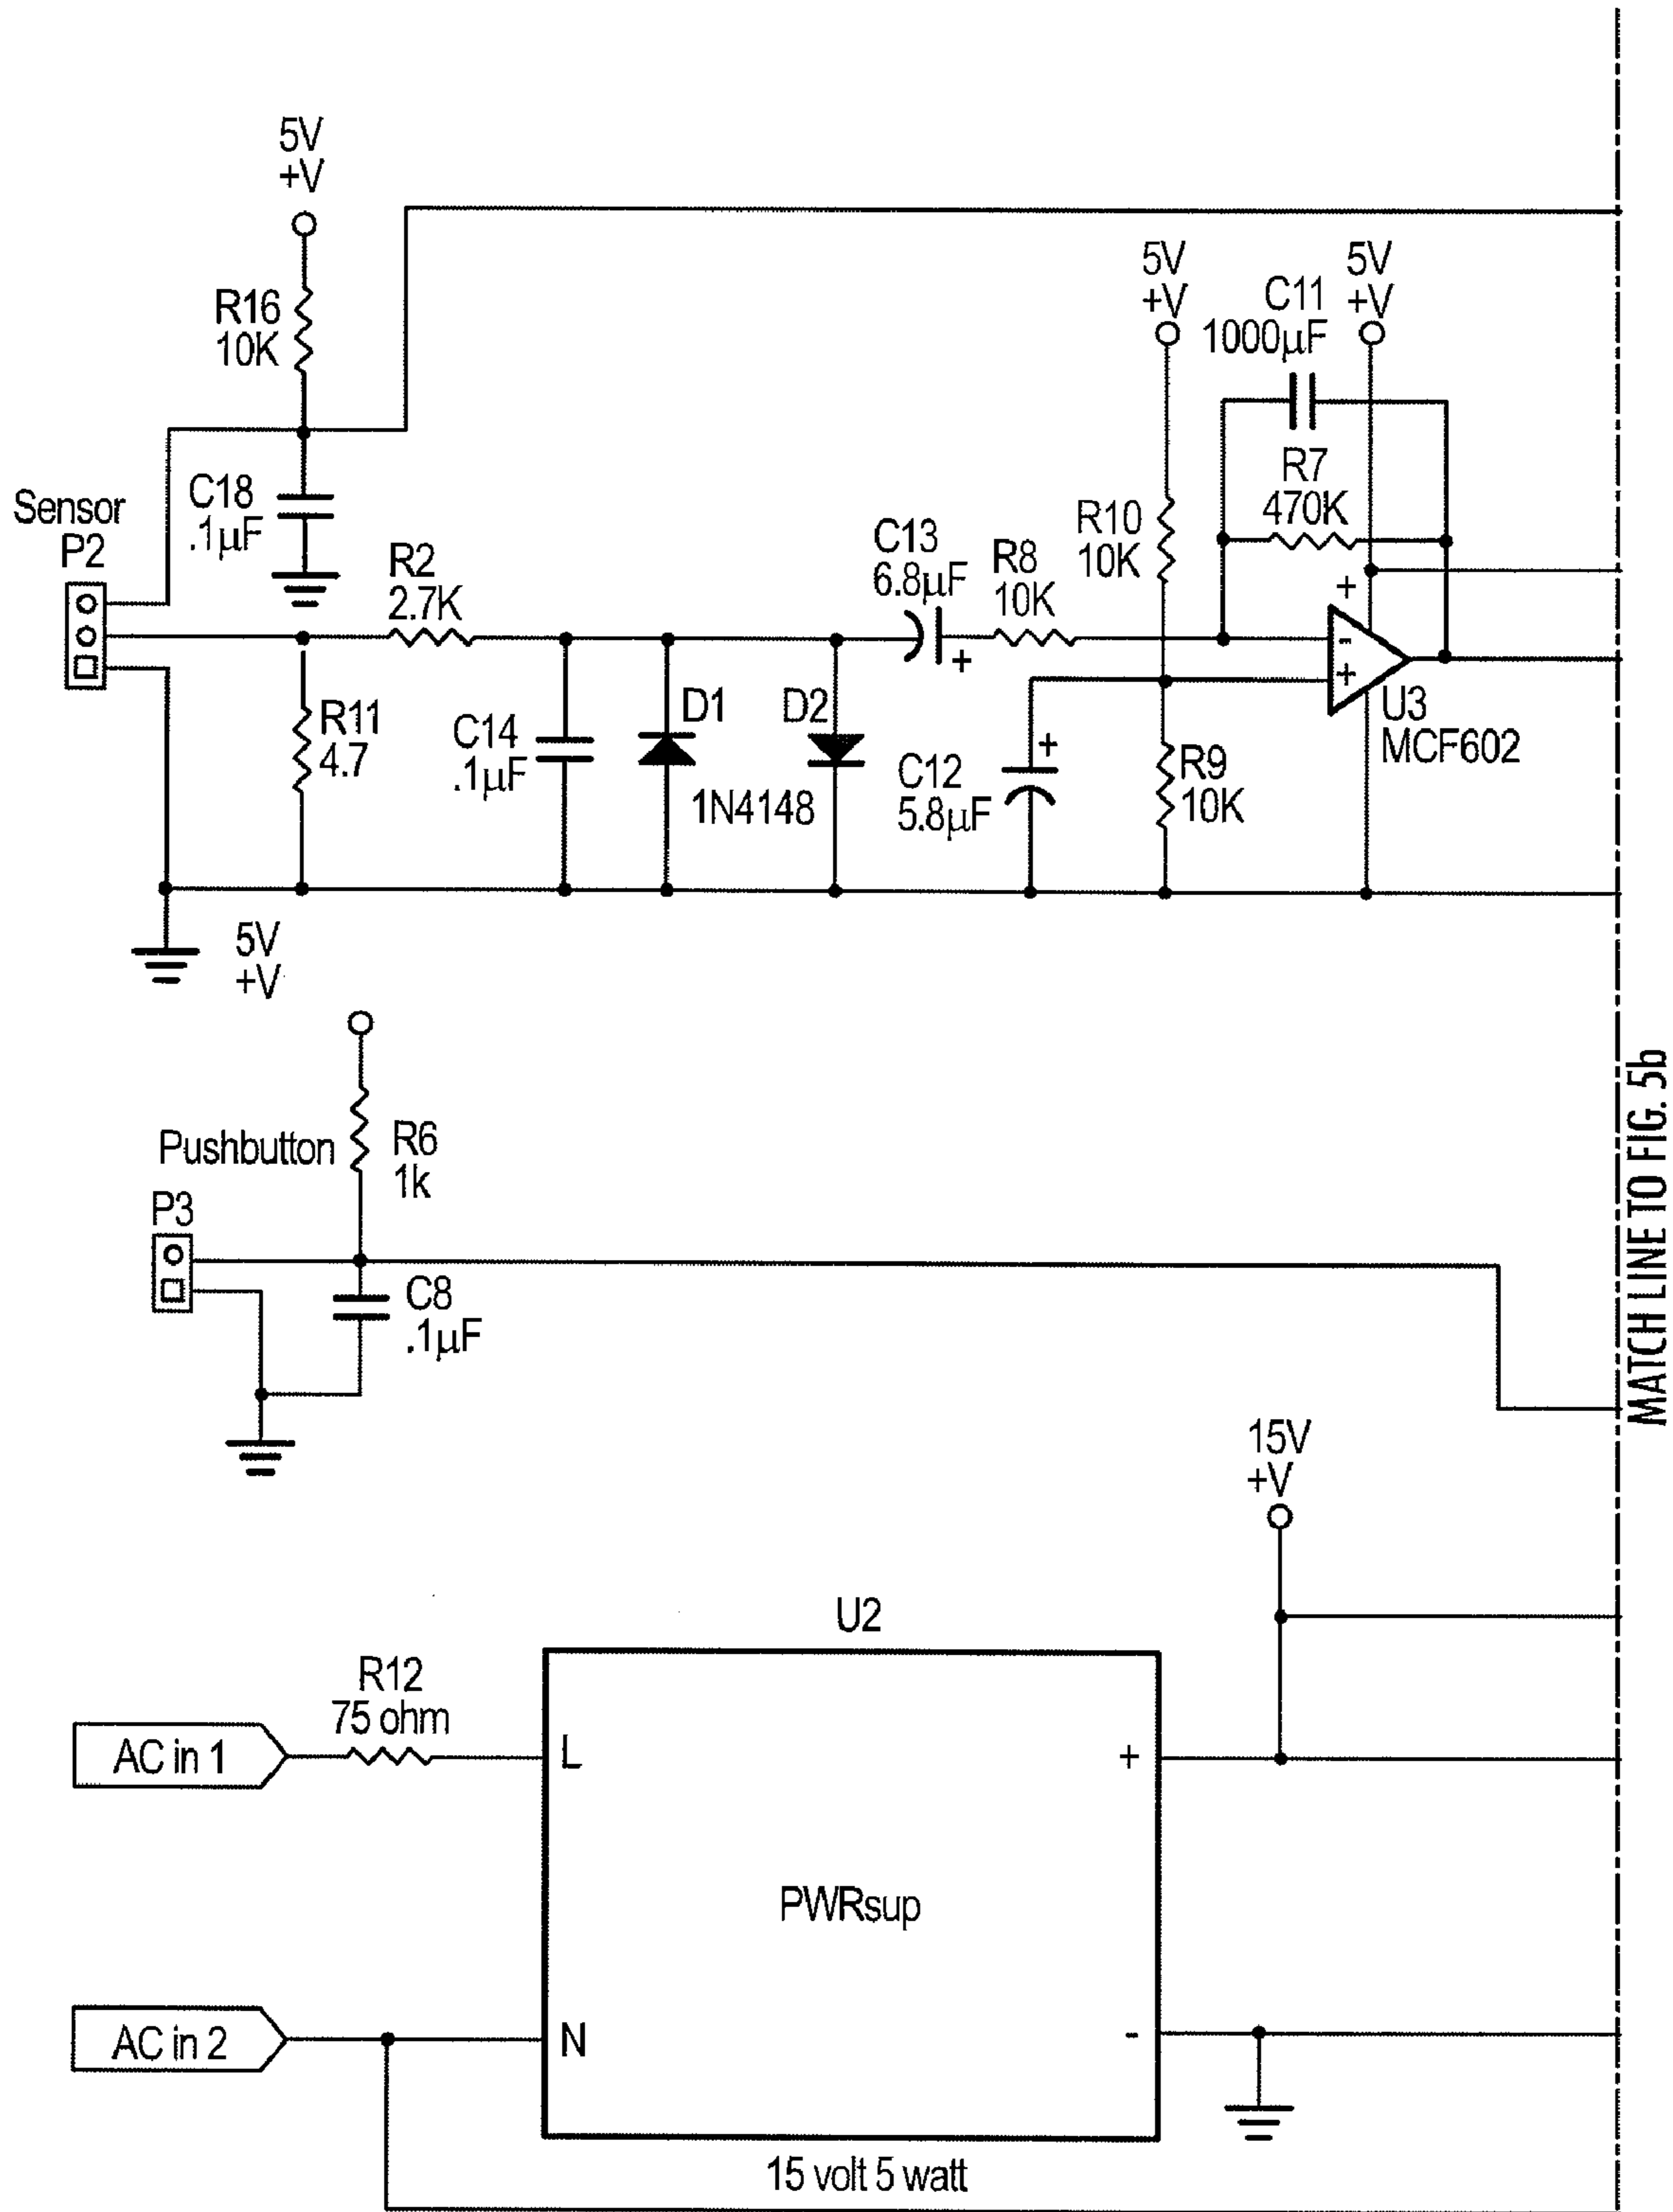 5V
+V
R16
10K
5V
+V
5V
+V
C11
1000µF
R7
470K
Sensor
P2
C18
.1µF
R2
2.7K
C13
6.8µF
R8
10K
R10
10K
+
-
+
+
U3
MCF602
R11
4.7
C14
.1µF
D1
1N4148
D2
C12
5.8µF
+
R9
10K
5V
+V
Pushbutton
P3
R6
1k
C8
.1µF
MATCH LINE TO FIG. 5b
15V
+V
U2
R12
75 ohm
AC in 1
L
+
PWRsup
AC in 2
N
-
15 volt 5 watt